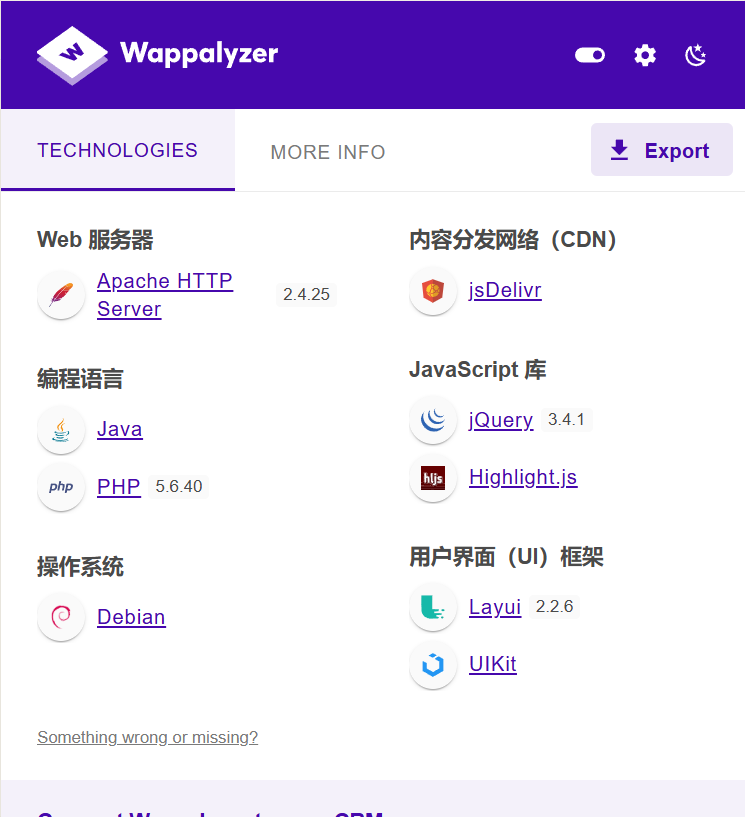 Wappalyzer
TECHNOLOGIES
MORE INFO
Export
Web 服务器
Apache HTTP
Server
2.4.25
编程语言
Java
php
PHP 5.6.40
操作系统
Debian
内容分发网络（CDN）
jsDelivr
JavaScript 库
jQuery 3.4.1
hljs
Highlight.js
用户界面（UI）框架
Layui 2.2.6
UIKit
Something wrong or missing?